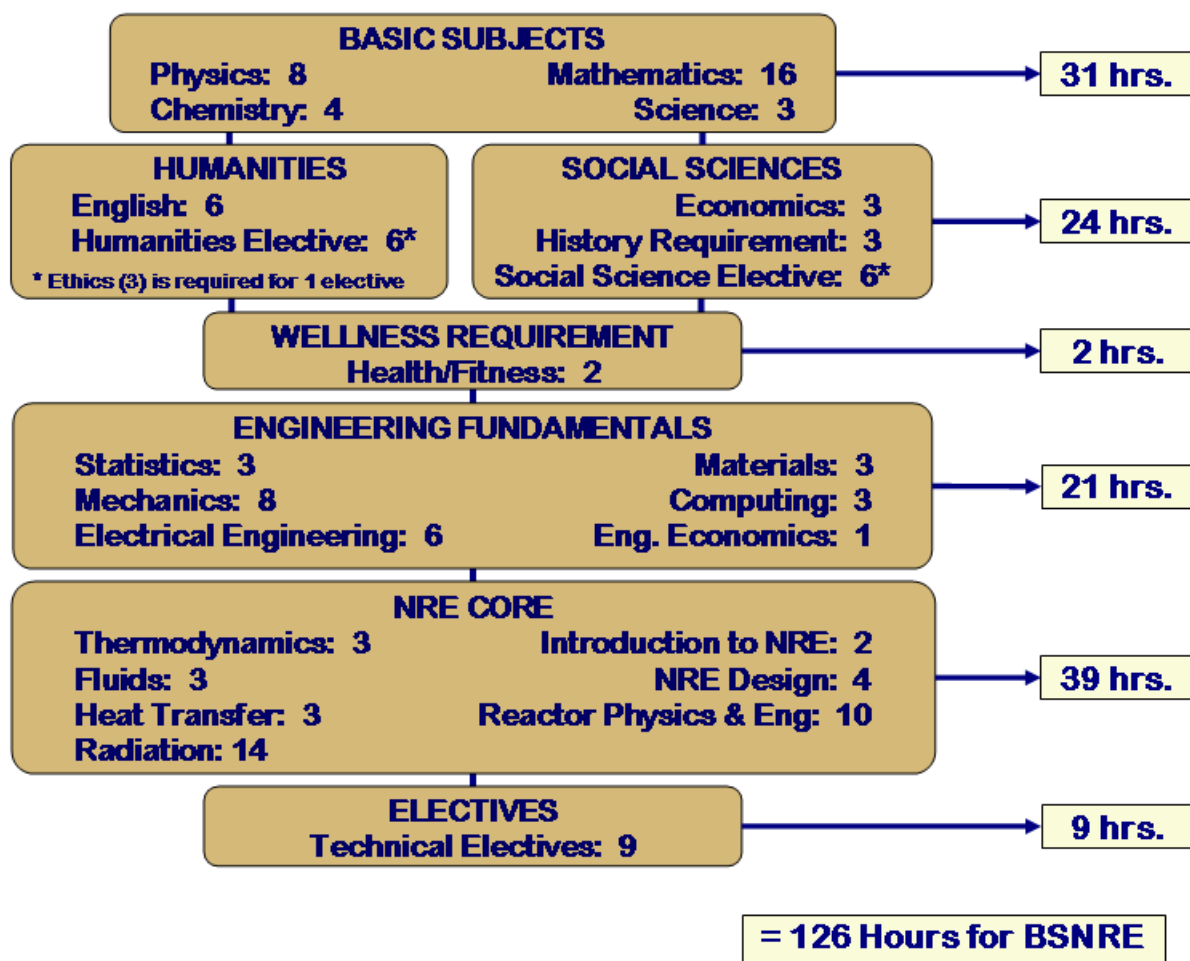 BASIC SUBJECTS
Physics: 8 Mathematics: 16
Chemistry: 4 Science: 3
31 hrs.
HUMANITIES
English: 6
Humanities Elective: 6*
* Ethics (3) is required for 1 elective
SOCIAL SCIENCES
Economics: 3
History Requirement: 3
Social Science Elective: 6*
24 hrs.
WELLNESS REQUIREMENT
Health/Fitness: 2
2 hrs.
ENGINEERING FUNDAMENTALS
Statistics: 3 Materials: 3
Mechanics: 8 Computing: 3
Electrical Engineering: 6 Eng. Economics: 1
21 hrs.
NRE CORE
Thermodynamics: 3 Introduction to NRE: 2
Fluids: 3 NRE Design: 4
Heat Transfer: 3 Reactor Physics & Eng: 10
Radiation: 14
39 hrs.
ELECTIVES
Technical Electives: 9
9 hrs.
= 126 Hours for BSNRE